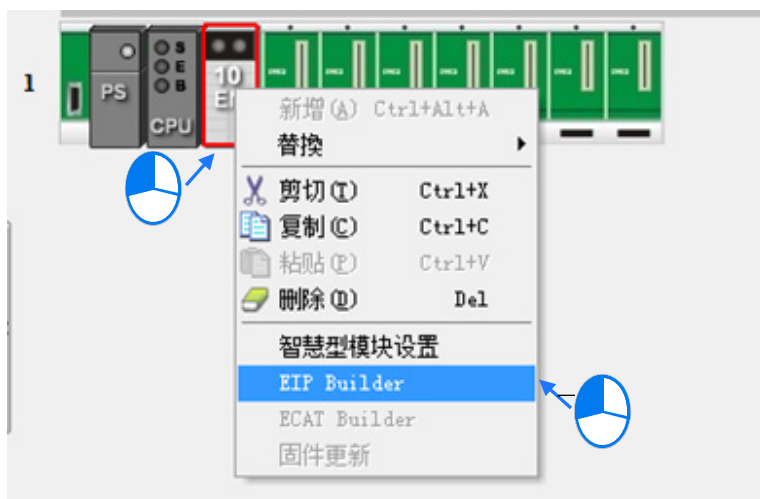 1
PS
S
E
B
CPU
10
新增(A) Ctrl+Alt+A
替換
剪切(T) Ctrl+X
复制(C) Ctrl+C
粘贴(P) Ctrl+V
删除(D) Del
智慧型模块设置
EIP Builder
ECAT Builder
固件更新